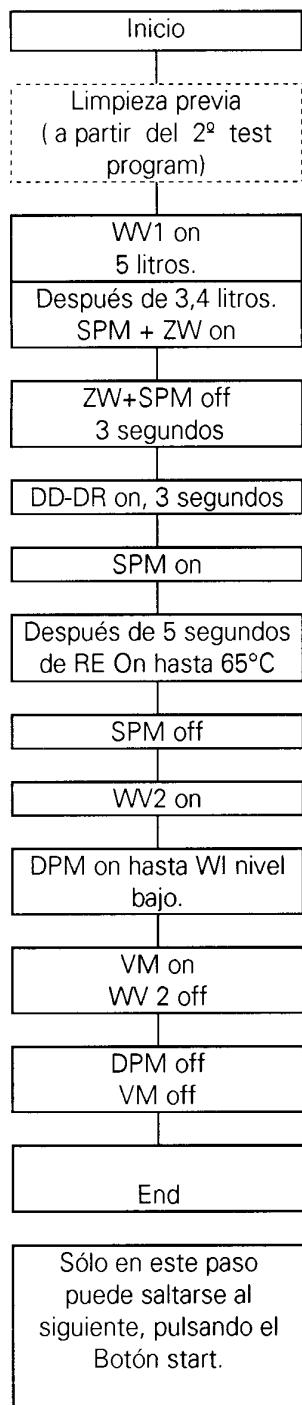 Inicio
Limpieza previa
( a partir del 2º test
program)
WV1 on
5 litros.
Después de 3,4 litros.
SPM + ZW on
ZW+SPM off
3 segundos
DD-DR on, 3 segundos
SPM on
Después de 5 segundos
de RE On hasta 65°C
SPM off
WV2 on
DPM on hasta WI nivel
bajo.
VM on
WV 2 off
DPM off
VM off
End
Sólo en este paso
puede saltarse al
siguiente, pulsando el
Botón start.